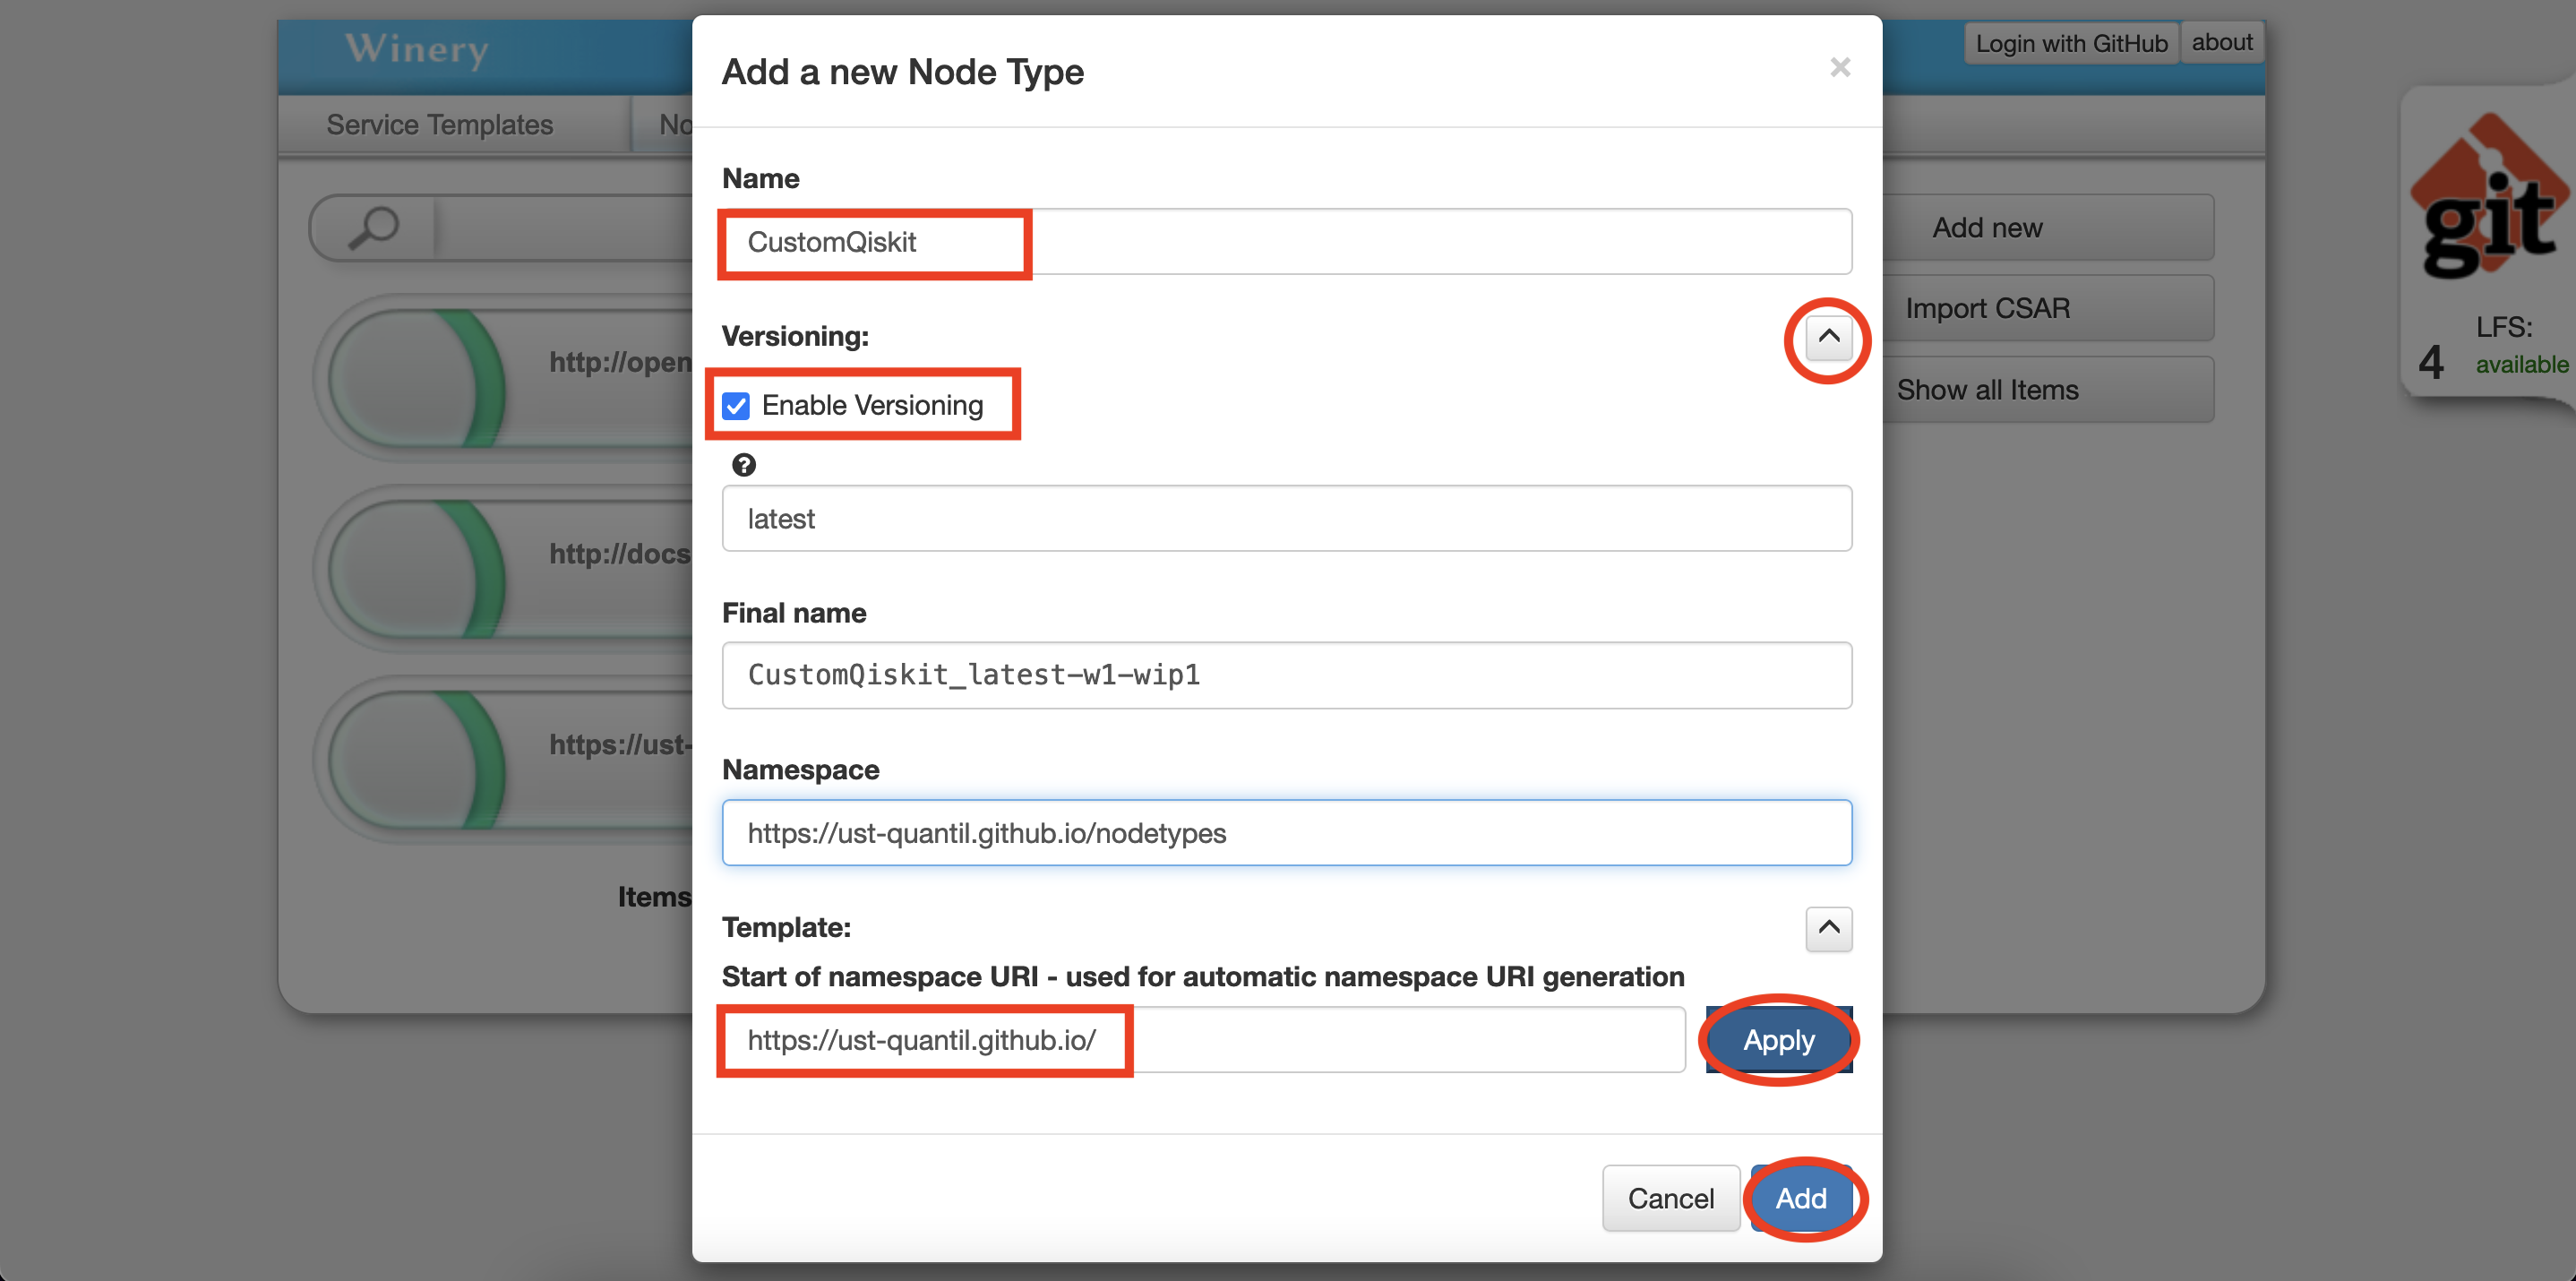 Winery
Login with GitHub
about
Service Templates
No
Add a new Node Type
×
Name
CustomQiskit
Add new
Import CSAR
Show all Items
git
4
LFS:
available
Versioning:
Enable Versioning
?
latest
http://open
http://docs
https://ust-
Items
Final name
CustomQiskit_latest-w1-wip1
Namespace
https://ust-quantil.github.io/nodetypes
Template:
Start of namespace URI - used for automatic namespace URI generation
https://ust-quantil.github.io/
Apply
Cancel
Add